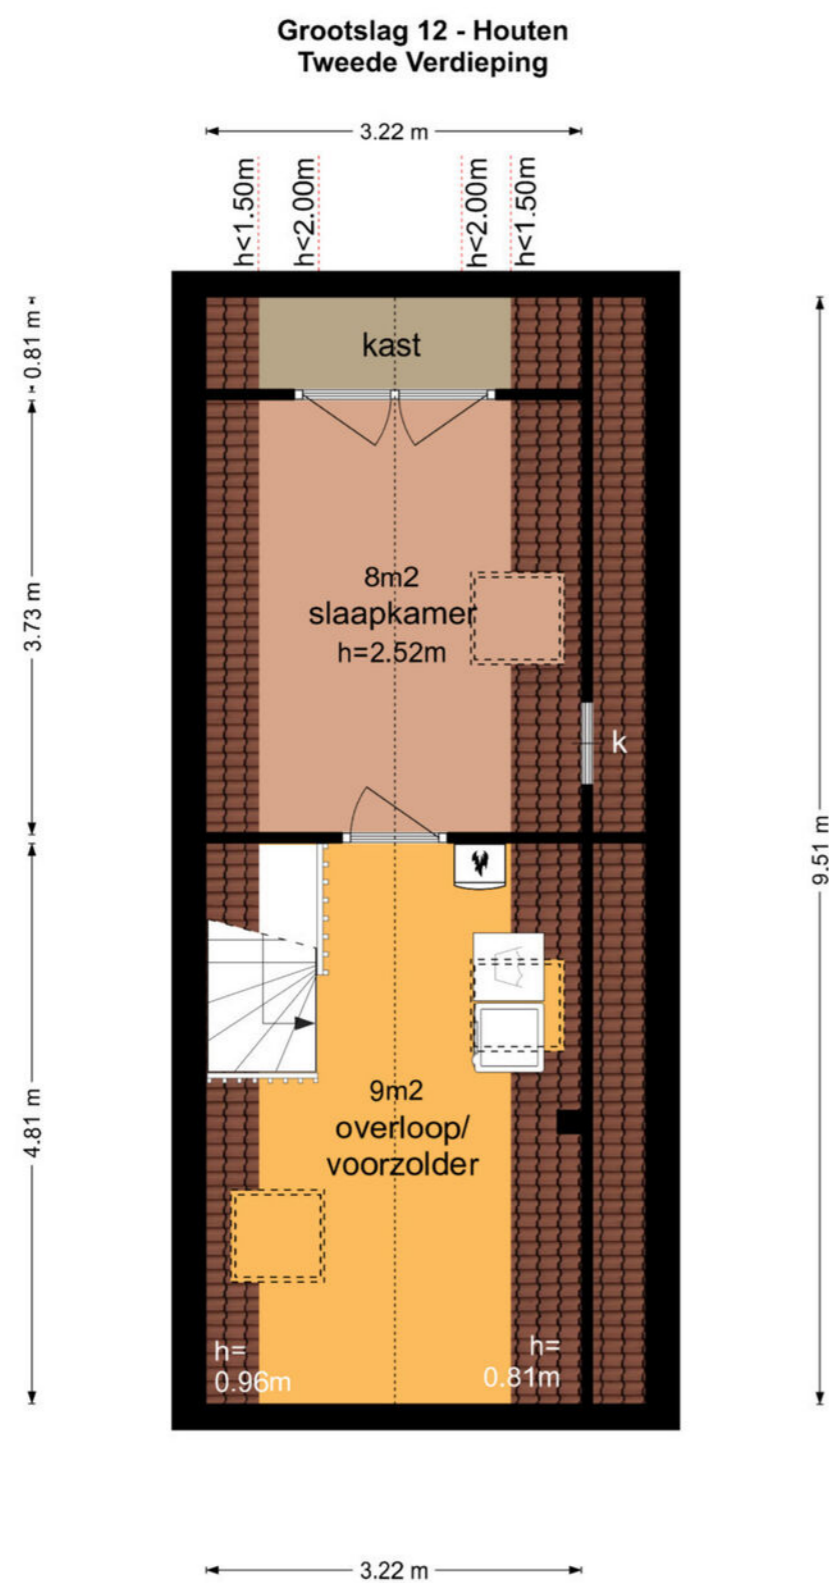 Grootslag 12 - Houten
Tweede Verdieping
3.22 m
h<1.50m
h<2.00m
h<2.00m
h<1.50m
0.81 m
kast
3.73 m
8m2
slaapkamer
h=2.52m
k
9.51 m
4.81 m
9m2
overloop/
voorzolder
h=
0.96m
h=
0.81m
3.22 m